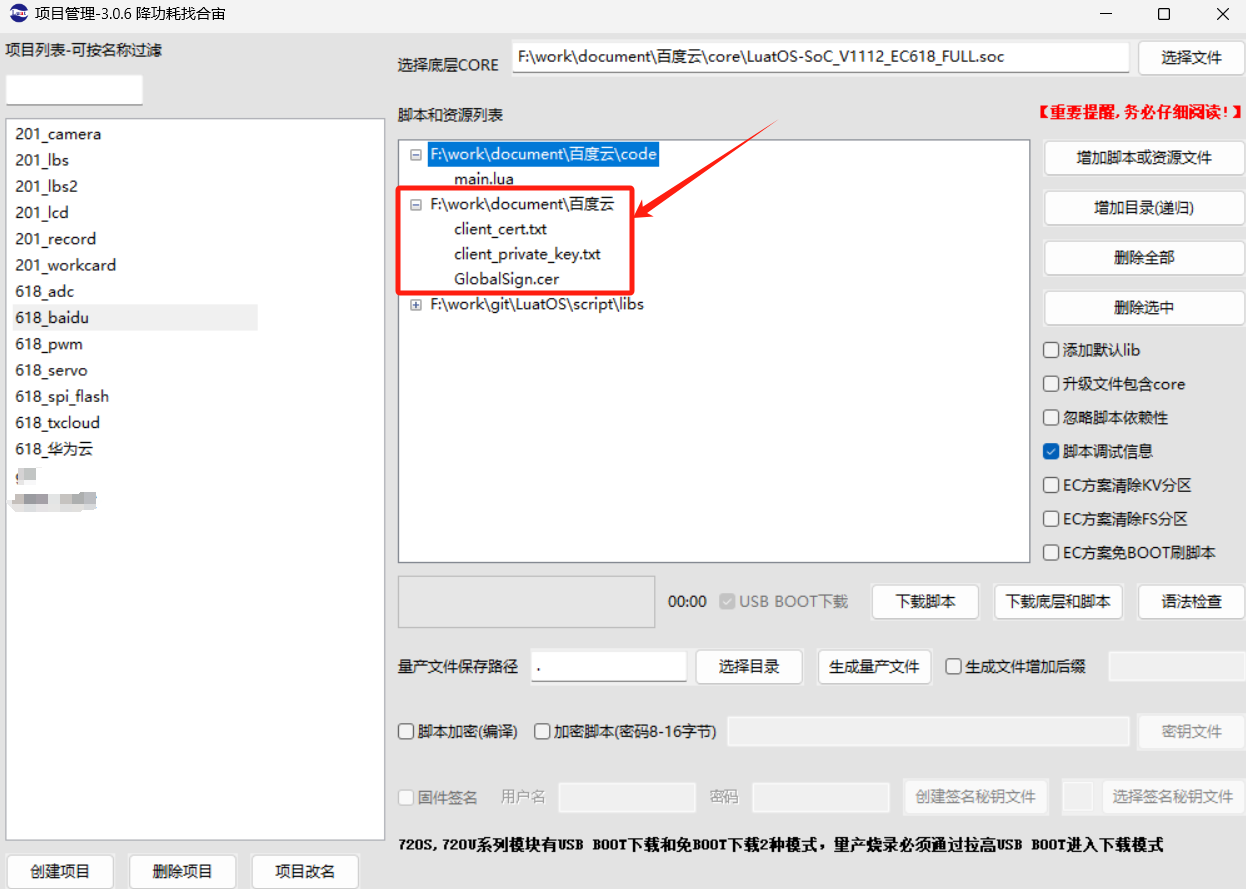 项目管理-3.0.6 降功耗找合宙
项目列表-可按名称过滤
201_camera
201_lbs
201_lbs2
201_lcd
201_record
201_workcard
618_adc
618_baidu
618_pwm
618_servo
618_spi_flash
618_txcloud
618_华为云
创建项目 删除项目 项目改名
选择底层CORE F:\work\document\百度云\core\LuatOS-SoC_V1112_EC618_FULL.soc 选择文件
脚本和资源列表
【重要提醒,务必仔细阅读!】
F:\work\document\百度云\code
main.lua
F:\work\document\百度云
client_cert.txt
client_private_key.txt
GlobalSign.cer
F:\work\git\LuatOS\script\libs
增加脚本或资源文件
增加目录(递归)
删除全部
删除选中
添加默认lib
升级文件包含core
忽略脚本依赖性
脚本调试信息
EC方案清除KV分区
EC方案清除FS分区
EC方案免BOOT刷脚本
00:00 USB BOOT下载 下载脚本 下载底层和脚本 语法检查
量产文件保存路径 . 选择目录 生成量产文件 生成文件增加后缀
脚本加密(编译) 加密脚本(密码8-16字节) 密钥文件
固件签名 用户名 密码 创建签名秘钥文件 选择签名秘钥文件
720S,720U系列模块有USB BOOT下载和免BOOT下载2种模式，量产烧录必须通过拉高USB BOOT进入下载模式